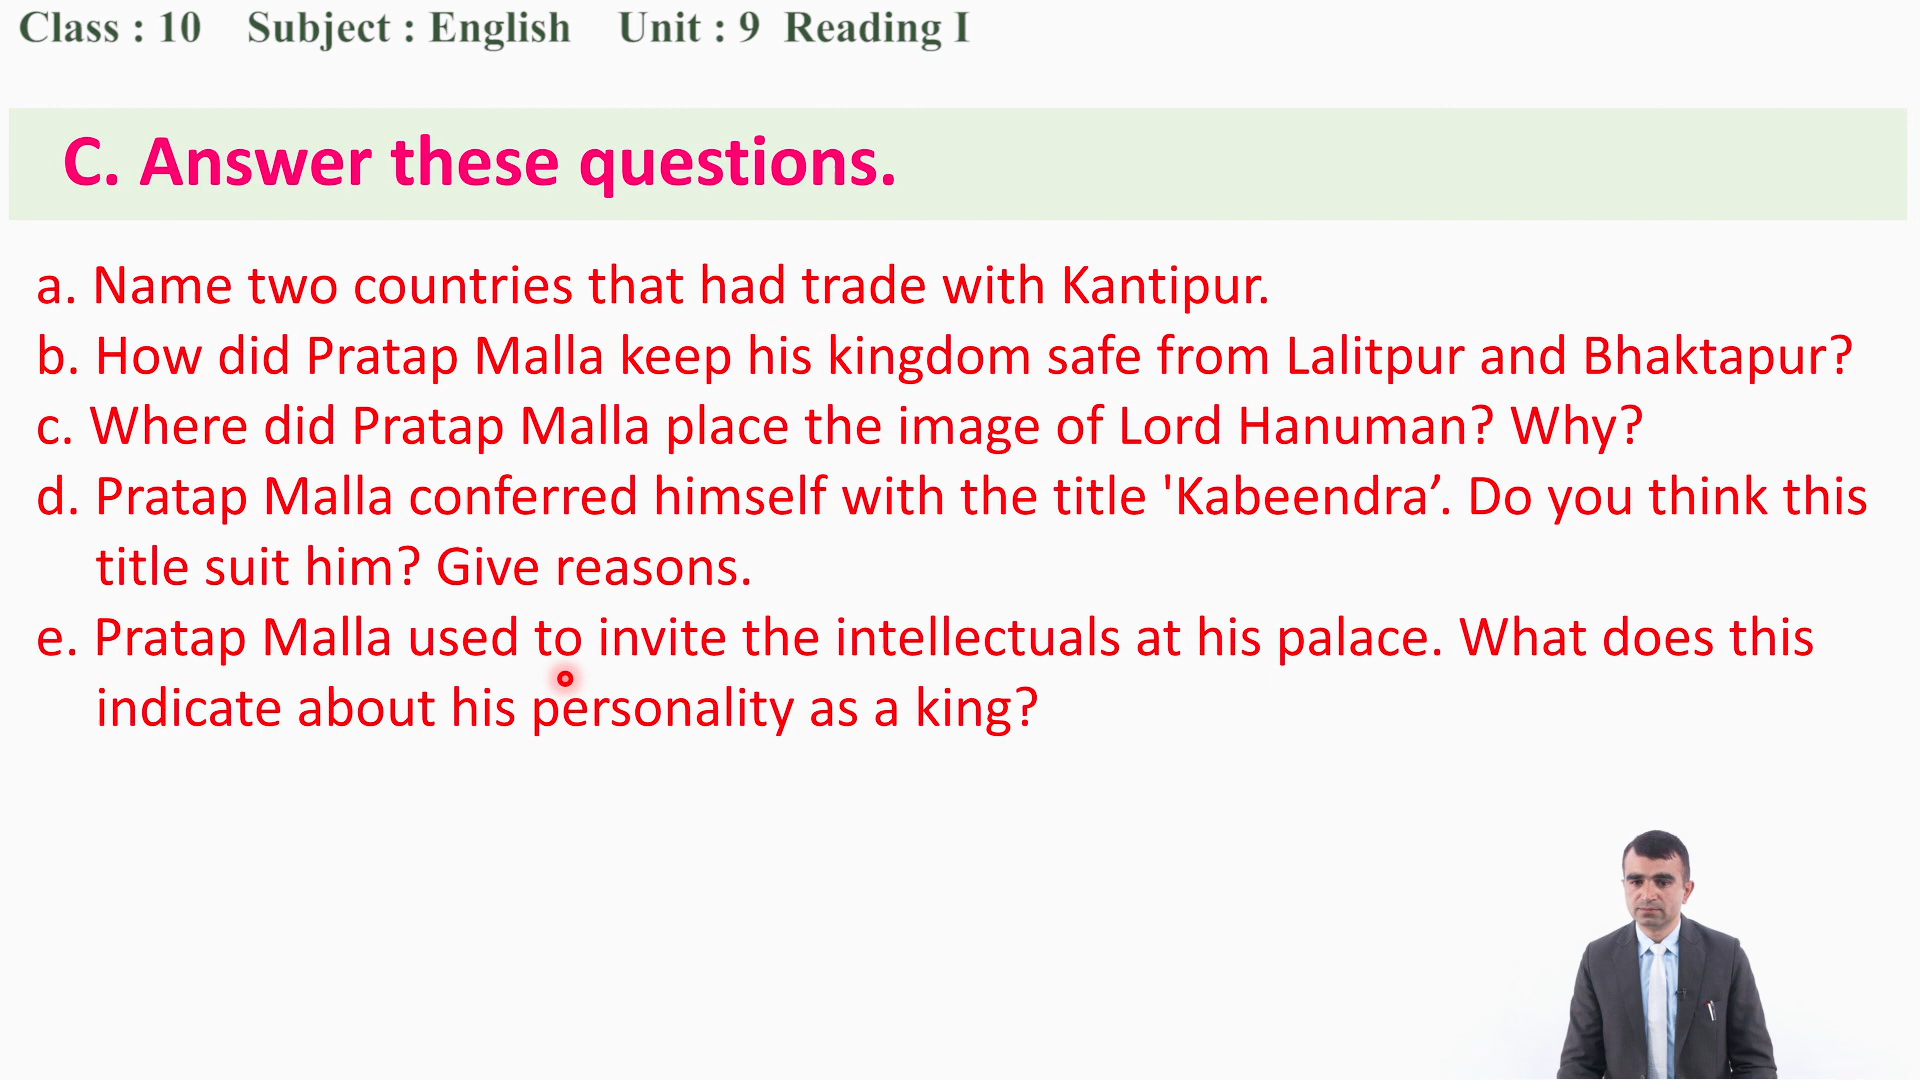 Class : 10 Subject : English Unit : 9 Reading I
C. Answer these questions.
a. Name two countries that had trade with Kantipur.
b. How did Pratap Malla keep his kingdom safe from Lalitpur and Bhaktapur?
c. Where did Pratap Malla place the image of Lord Hanuman? Why?
d. Pratap Malla conferred himself with the title 'Kabeendra’. Do you think this
title suit him? Give reasons.
e. Pratap Malla used to invite the intellectuals at his palace. What does this
indicate about his personality as a king?